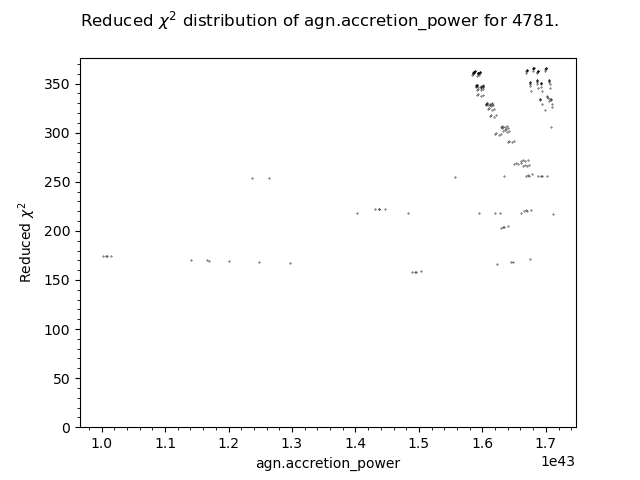 Reduced χ² distribution of agn.accretion_power for 4781.
Reduced χ²
350
300
250
200
150
100
50
0
1.0 1.1 1.2 1.3 1.4 1.5 1.6 1.7
1e43
agn.accretion_power